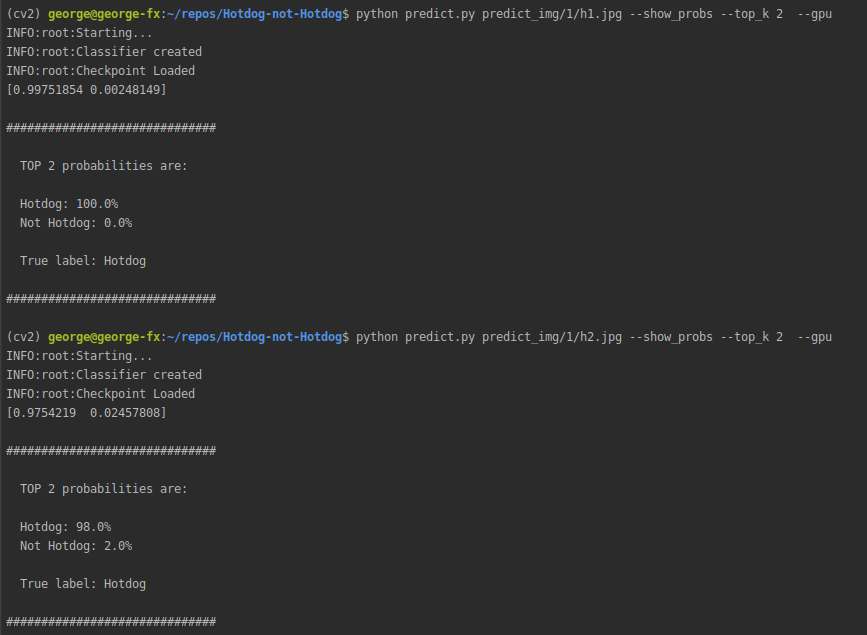 (cv2) george@george-fx:~/repos/Hotdog-not-Hotdog$ python predict.py predict_img/1/h1.jpg --show_probs --top_k 2  --gpu
INFO:root:Starting...
INFO:root:Classifier created
INFO:root:Checkpoint Loaded
[0.99751854 0.00248149]
##############################
TOP 2 probabilities are:
Hotdog: 100.0%
Not Hotdog: 0.0%
True label: Hotdog
##############################
(cv2) george@george-fx:~/repos/Hotdog-not-Hotdog$ python predict.py predict_img/1/h2.jpg --show_probs --top_k 2  --gpu
INFO:root:Starting...
INFO:root:Classifier created
INFO:root:Checkpoint Loaded
[0.9754219  0.02457808]
##############################
TOP 2 probabilities are:
Hotdog: 98.0%
Not Hotdog: 2.0%
True label: Hotdog
##############################